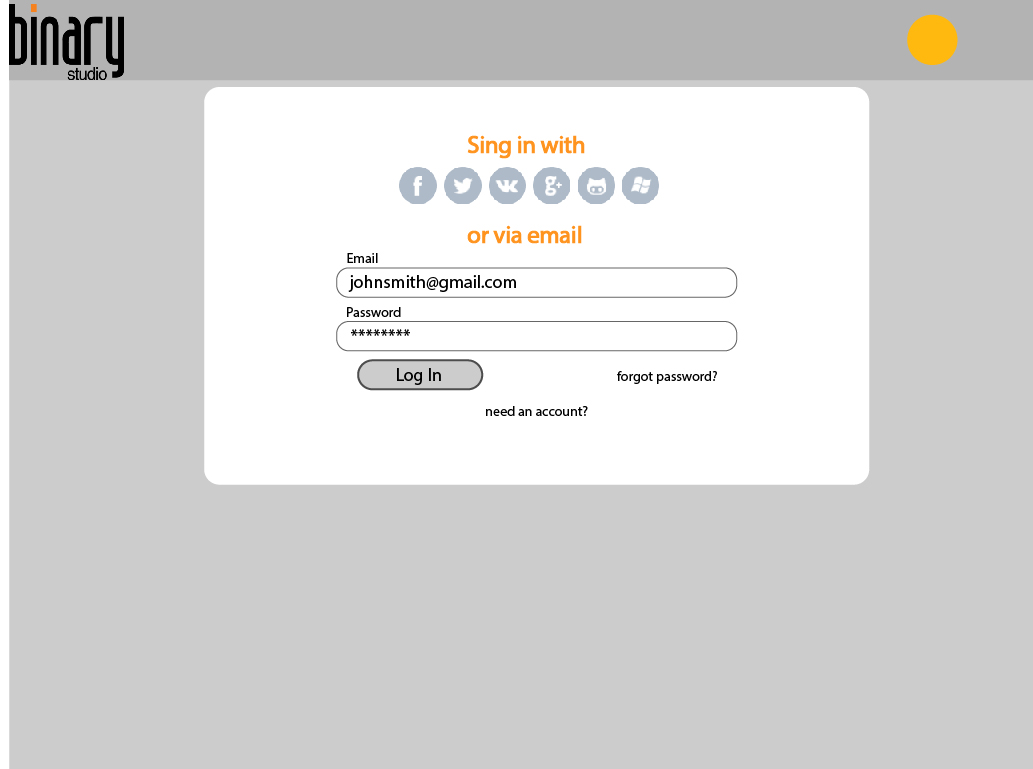 binary
studio
Sing in with
or via email
Email
johnsmith@gmail.com
Password
********
Log In
forgot password?
need an account?